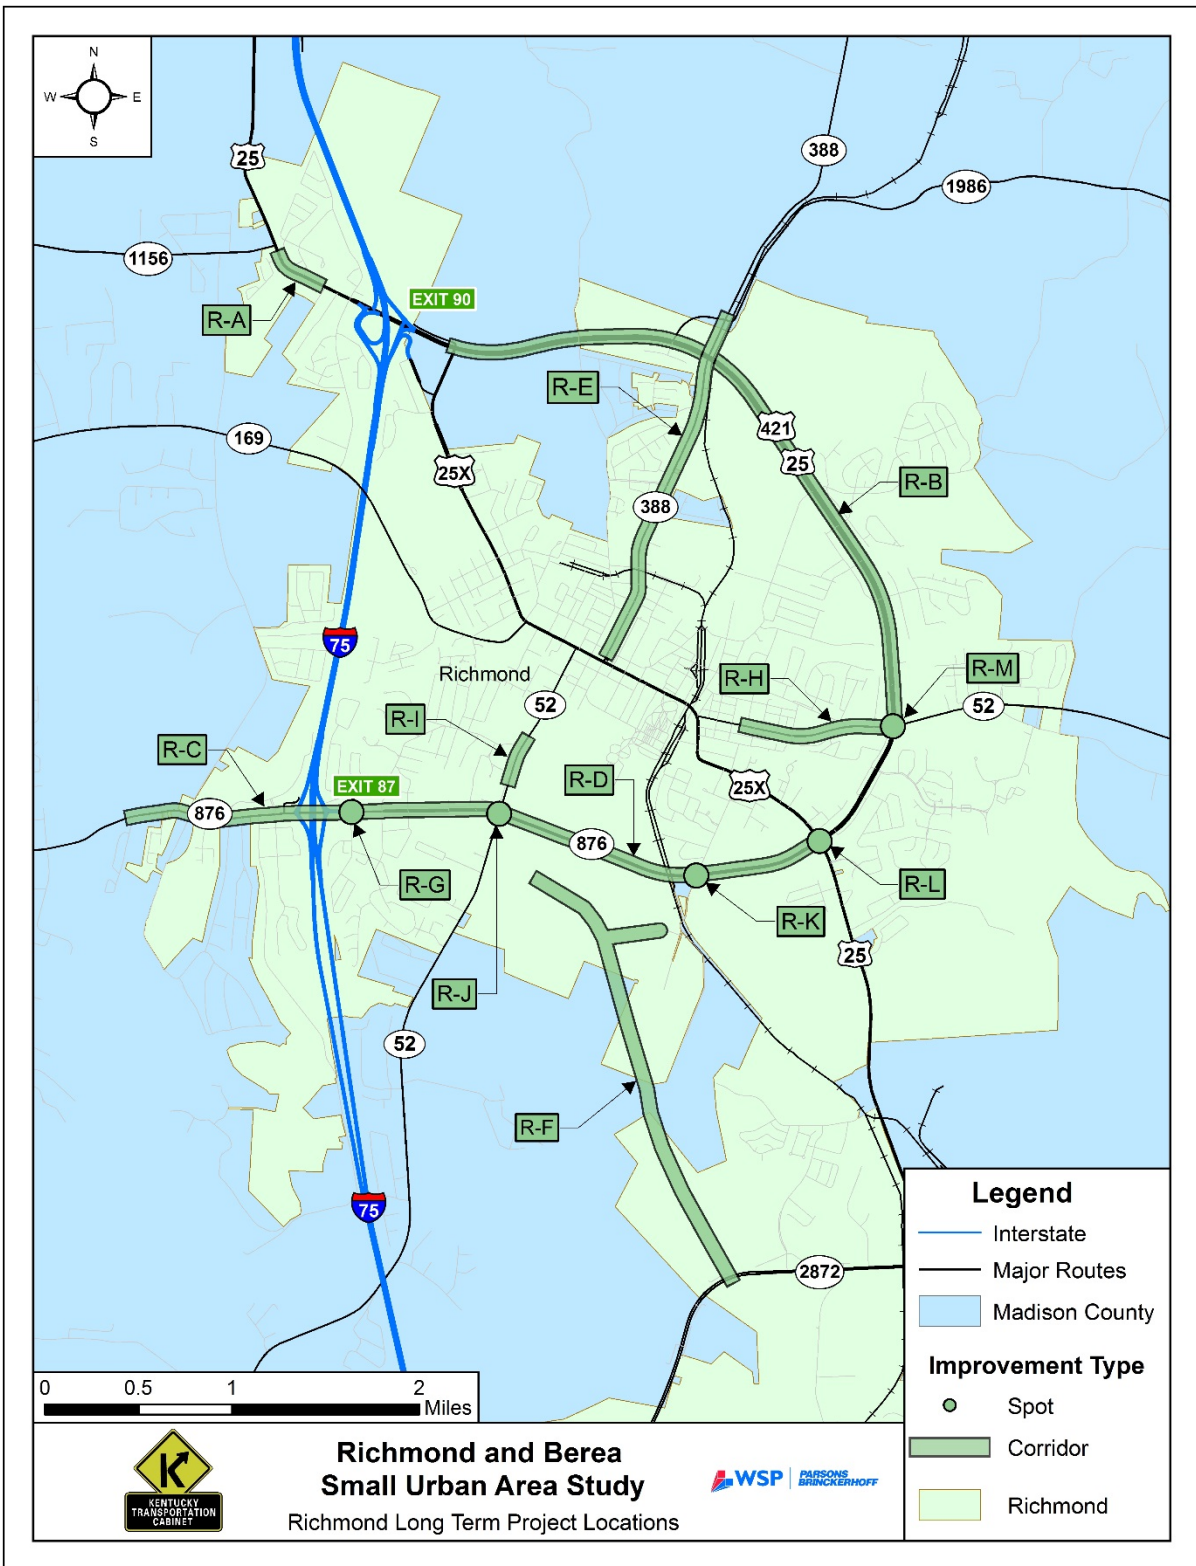 N
W E
S
25
388
1986
1156
EXIT 90
R-A
R-E
169
421
25X
25
R-B
388
75
Richmond
R-H
R-M
52
52
R-I
R-C
EXIT 87
R-D
25X
876
876
R-G
R-L
R-K
R-J
25
52
R-F
75
2872
Legend
Interstate
Major Routes
Madison County
Improvement Type
Spot
Corridor
Richmond
0 0.5 1 2
Miles
KENTUCKY
TRANSPORTATION
CABINET
Richmond and Berea
Small Urban Area Study
Richmond Long Term Project Locations
WSP | PARSONS
BRINCKERHOFF